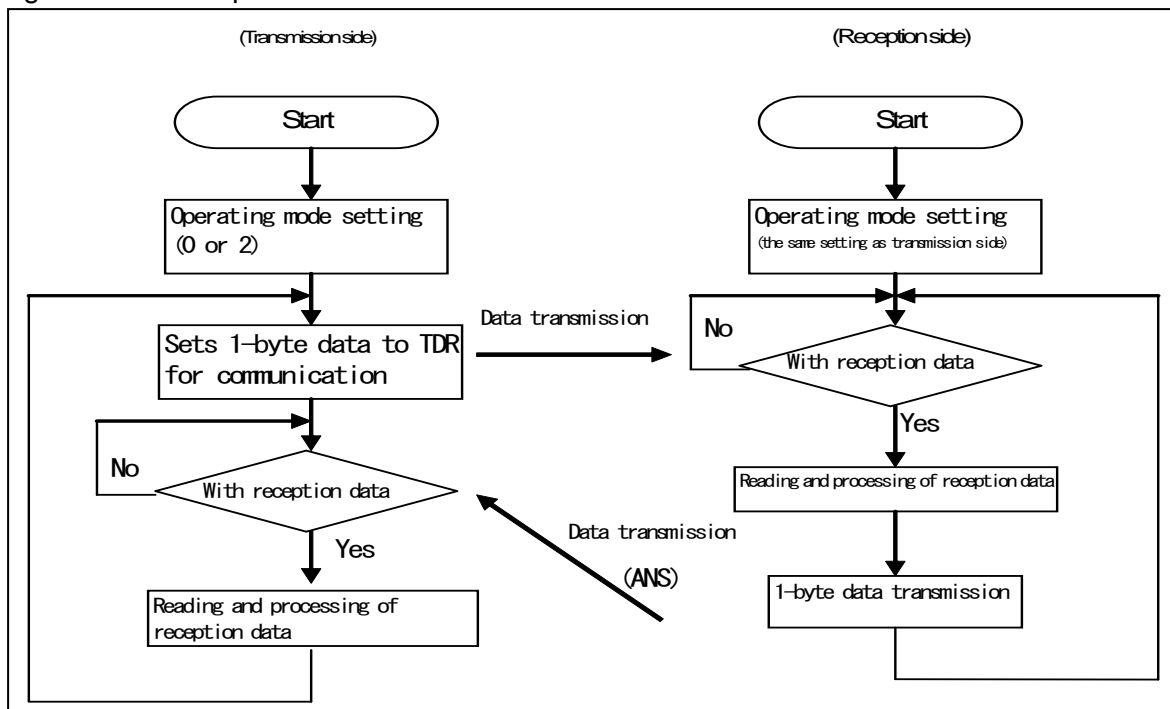 (Transmission side)
Start
Operating mode setting
(0 or 2)
Sets 1-byte data to TDR
for communication
No
With reception data
Yes
Reading and processing of
reception data
Data transmission
Data transmission
(ANS)
(Reception side)
Start
Operating mode setting
(the same setting as transmission side)
No
With reception data
Yes
Reading and processing of reception data
1-byte data transmission